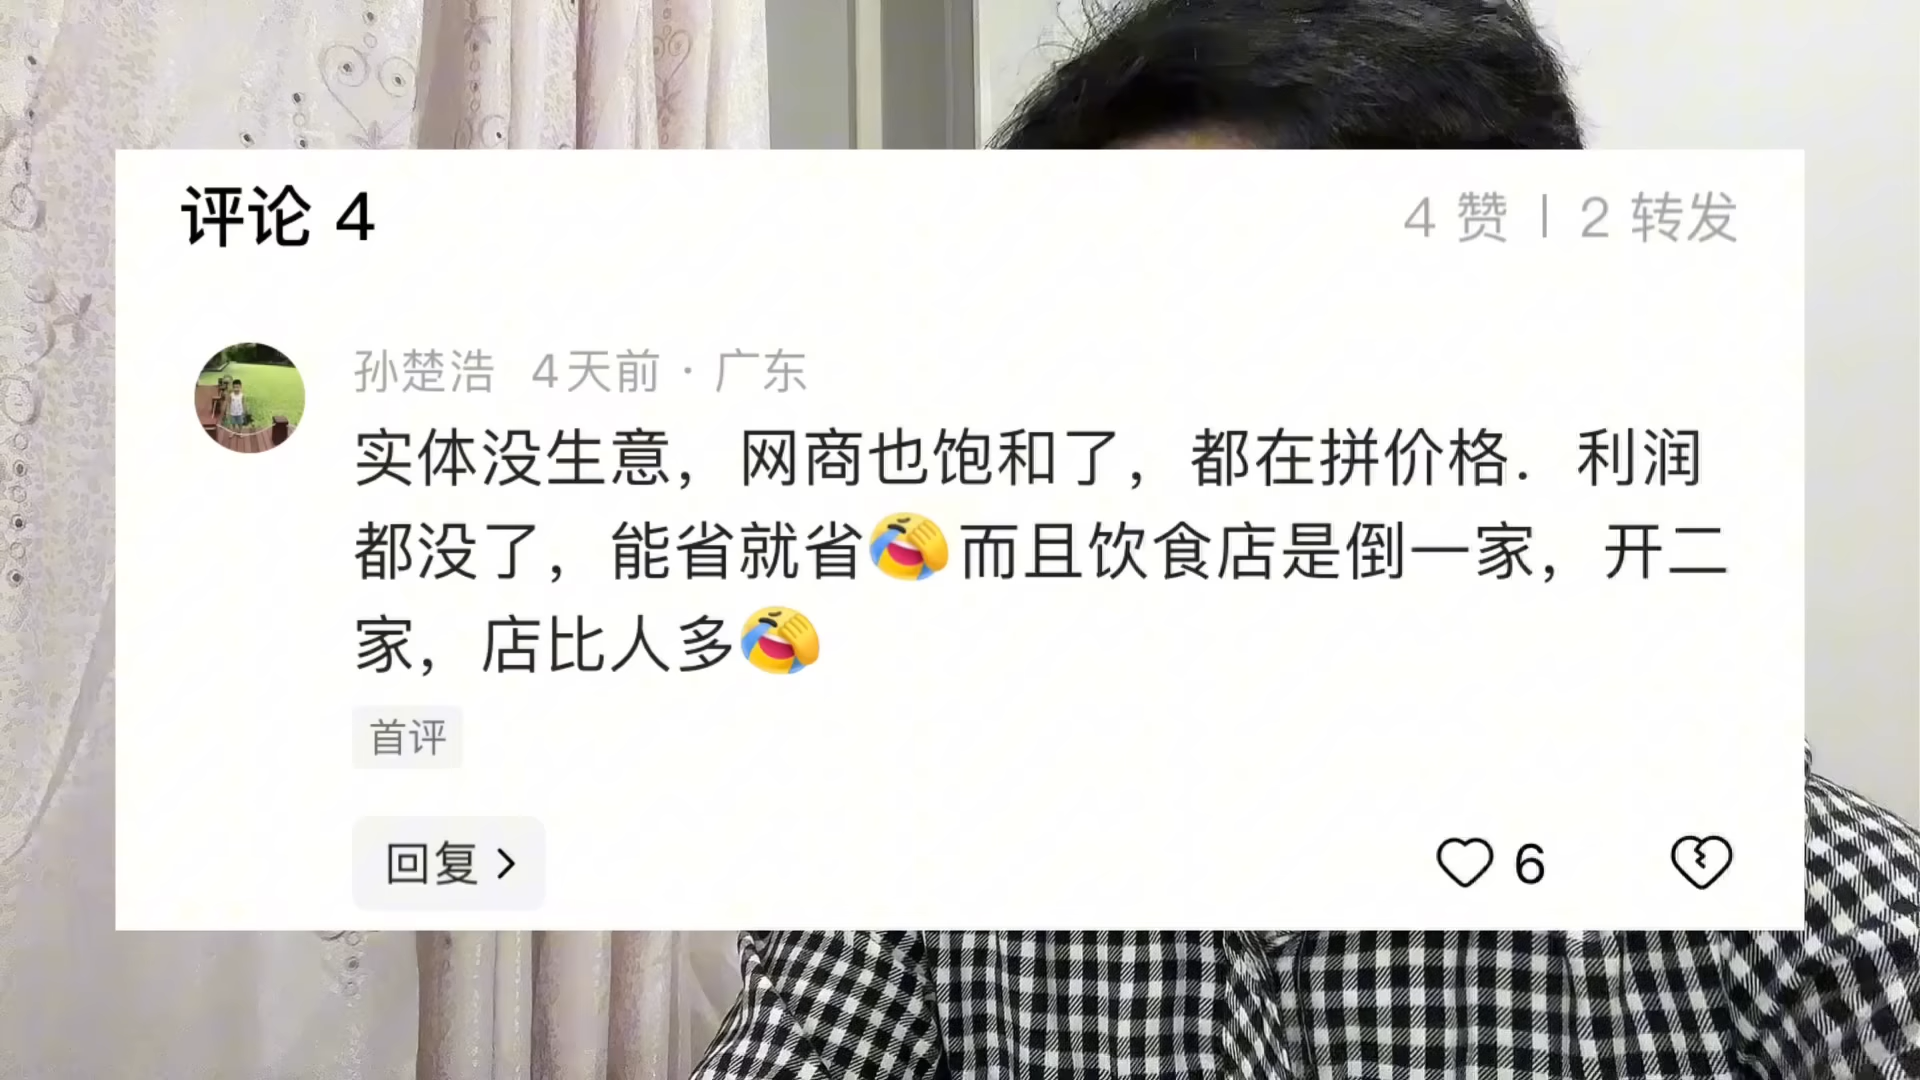 评论 4
4 赞 | 2 转发
孙楚浩 4天前 · 广东
实体没生意，网商也饱和了，都在拼价格．利润
都没了，能省就省🤣而且饮食店是倒一家，开二
家，店比人多🤣
首评
回复 >
6